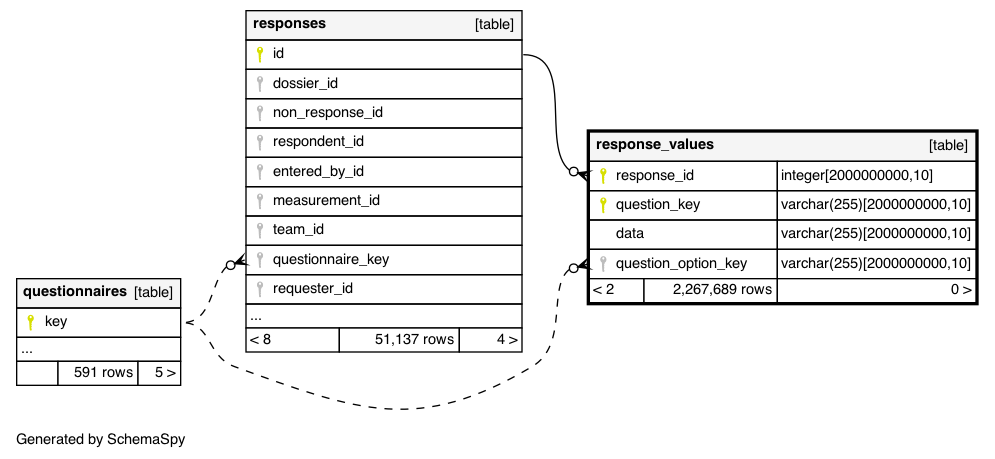 responses [table]
id
dossier_id
non_response_id
respondent_id
entered_by_id
measurement_id
team_id
questionnaire_key
requester_id
...
< 8 51,137 rows 4 >
response_values [table]
response_id integer[2000000000,10]
question_key varchar(255)[2000000000,10]
data varchar(255)[2000000000,10]
question_option_key varchar(255)[2000000000,10]
< 2 2,267,689 rows 0 >
questionnaires [table]
key
...
591 rows 5 >
Generated by SchemaSpy